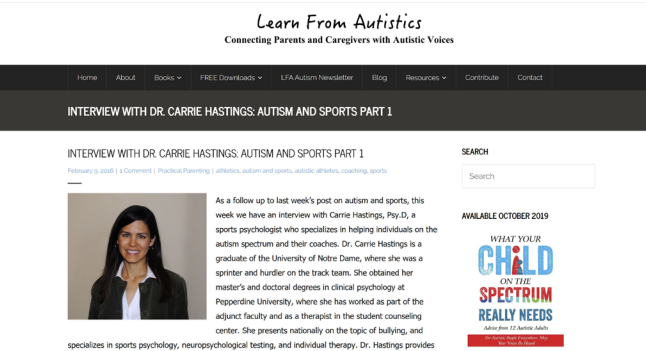 Learn From Autistics
Connecting Parents and Caregivers with Autistic Voices
Home About Books FREE Downloads LFA Autism Newsletter Blog Resources Contribute Contact
INTERVIEW WITH DR. CARRIE HASTINGS: AUTISM AND SPORTS PART 1
INTERVIEW WITH DR. CARRIE HASTINGS: AUTISM AND SPORTS PART 1
February 9, 2016 | 1 Comment | Practical Parenting | athletics, autism and sports, autistic athletes, coaching, sports
As a follow up to last week's post on autism and sports, this
week we have an interview with Carrie Hastings, Psy.D, a
sports psychologist who specializes in helping individuals on the
autism spectrum and their coaches. Dr. Carrie Hastings is a
graduate of the University of Notre Dame, where she was a
sprinter and hurdler on the track team. She obtained her
master's and doctoral degrees in clinical psychology at
Pepperdine University, where she has worked as part of the
adjunct faculty and as a therapist in the student counseling
center. She presents nationally on the topic of bullying, and
specializes in sports psychology, neuropsychological testing, and individual therapy. Dr. Hastings provides
SEARCH
Search
AVAILABLE OCTOBER 2019
WHAT YOUR
CHILD
ON THE
SPECTRUM
REALLY NEEDS
Advice from 12 Autistic Adults